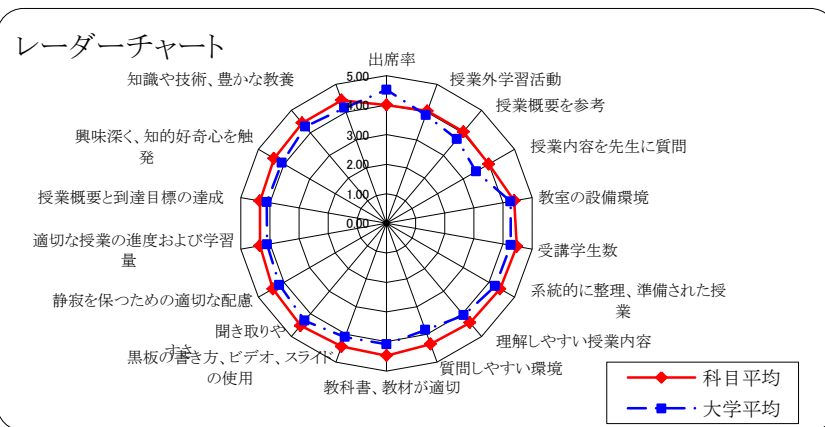 レーダーチャート
出席率
授業外学習活動
授業概要を参考
授業内容を先生に質問
教室の設備環境
受講学生数
系統的に整理、準備された授
業
理解しやすい授業内容
質問しやすい環境
教科書、教材が適切
黒板の書き方、ビデオ、スライド
の使用
聞き取りや
すさ
静寂を保つための適切な配慮
適切な授業の進度および学習
量
授業概要と到達目標の達成
興味深く、知的好奇心を触
発
知識や技術、豊かな教養
5.00
4.00
3.00
2.00
1.00
0.00
科目平均
大学平均